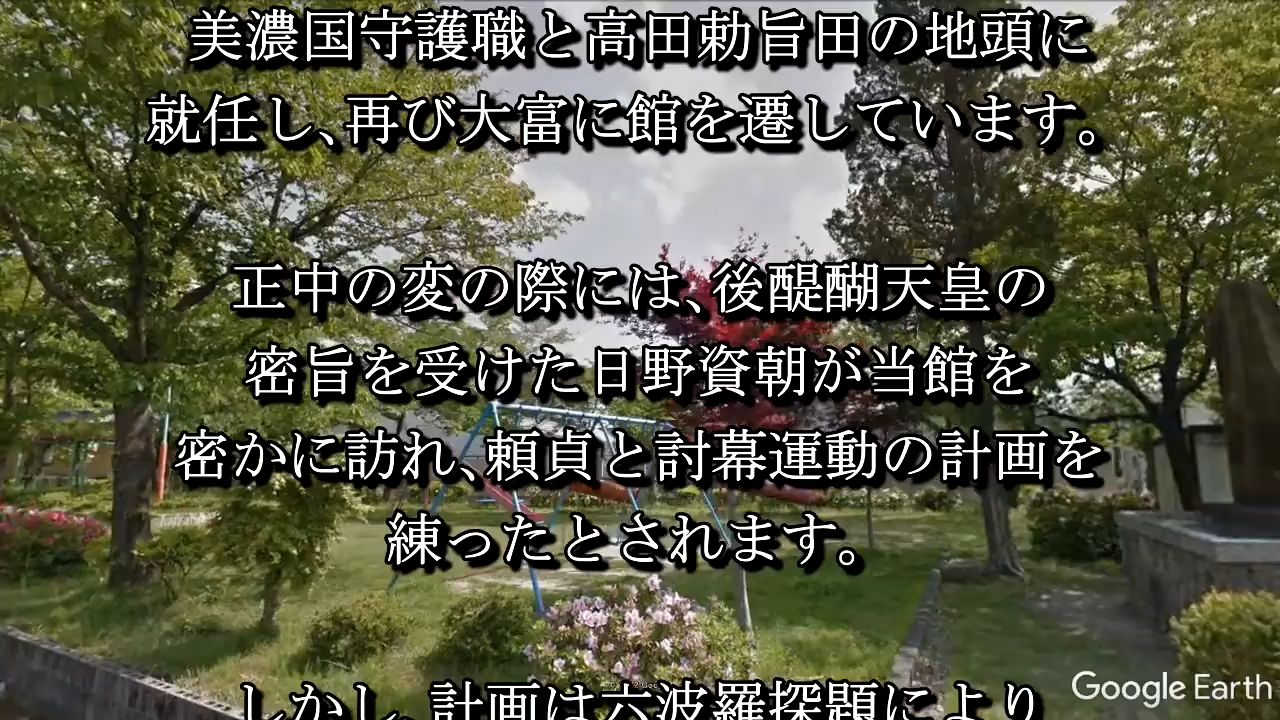 美濃国守護職と高田勅旨田の地頭に
就任し、再び大富に館を遷しています。
正中の変の際には、後醍醐天皇の
密旨を受けた日野資朝が当館を
密かに訪れ、頼貞と討幕運動の計画を
練ったとされます。
しかし、計画は六波羅探題により
Google Earth